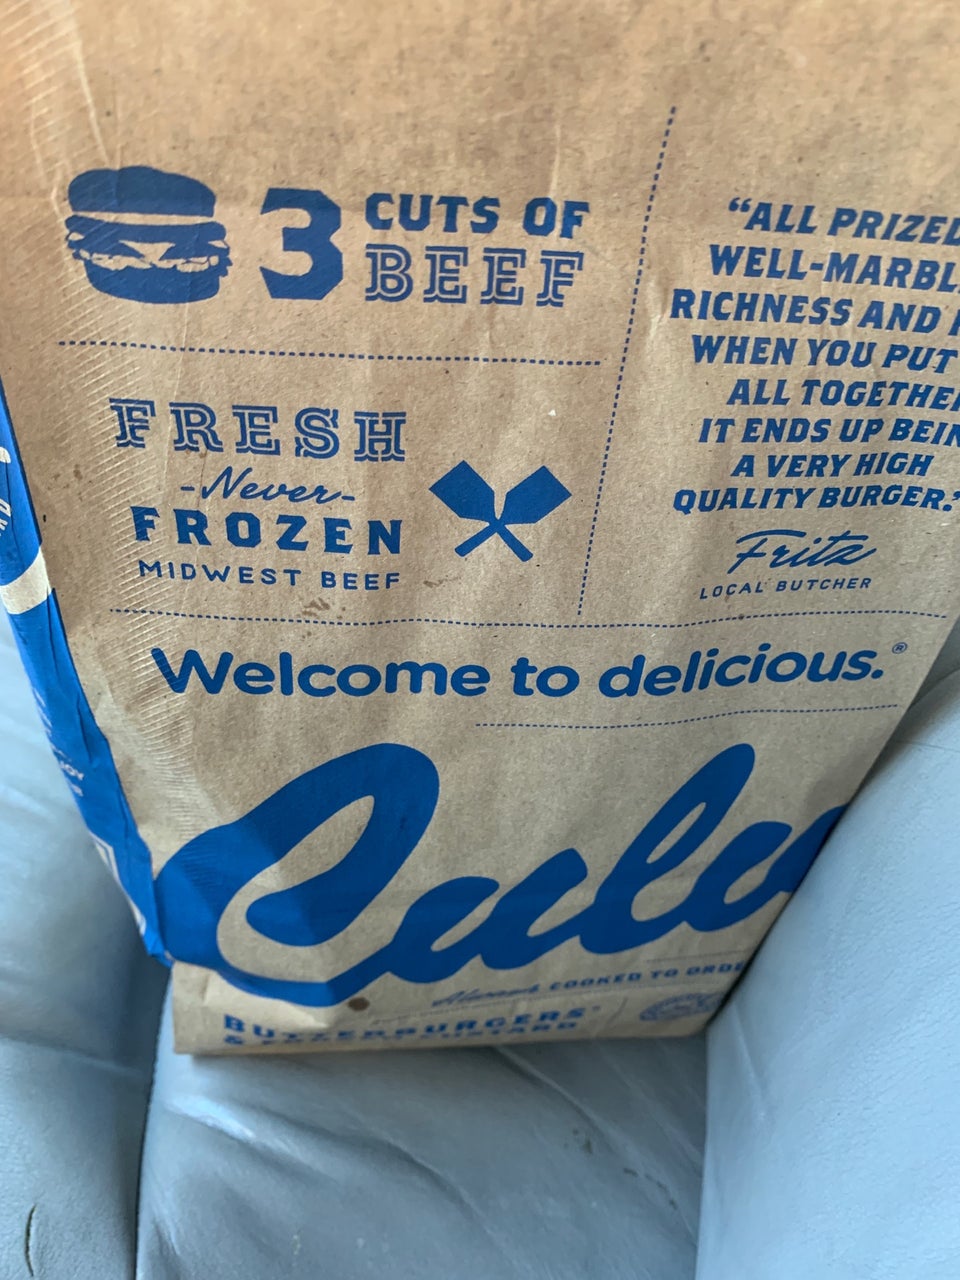 3 CUTS OF
BEEF
FRESH
-Never-
FROZEN
MIDWEST BEEF
"ALL PRIZED
WELL-MARBL
RICHNESS AND
WHEN YOU PUT
ALL TOGETHER
IT ENDS UP BEIN
A VERY HIGH
QUALITY BURGER."
Fritz
LOCAL BUTCHER
Welcome to delicious.®
Culv
Always COOKED TO ORDE
BUTTERBURGERS®
&